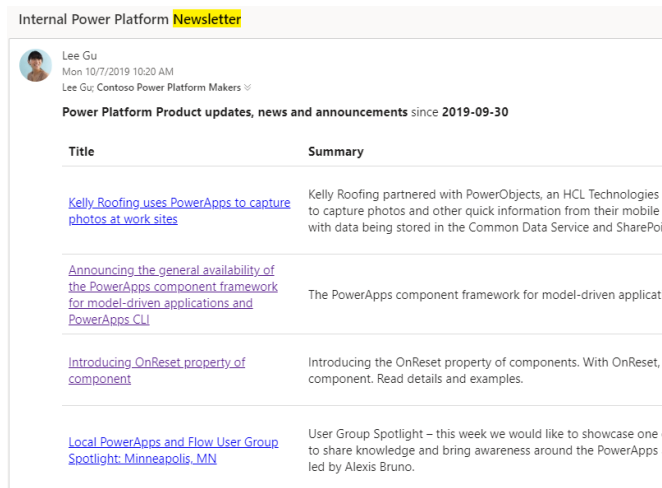 Internal Power Platform Newsletter
Lee Gu
Mon 10/7/2019 10:20 AM
Lee Gu; Contoso Power Platform Makers
Power Platform Product updates, news and announcements since 2019-09-30
Title Summary
Kelly Roofing uses PowerApps to capture
photos at work sites
Kelly Roofing partnered with PowerObjects, an HCL Technologies
to capture photos and other quick information from their mobile
with data being stored in the Common Data Service and
Announcing the general availability of
the PowerApps component framework
for model-driven applications and
PowerApps CLI
The PowerApps component framework for model-driven
Introducing OnReset property of
component
Introducing the OnReset property of components. With OnReset,
component. Read details and examples.
Local PowerApps and Flow User Group
Spotlight: Minneapolis, MN
User Group Spotlight – this week we would like to showcase one
to share knowledge and bring awareness around the PowerApps
led by Alexis Bruno.